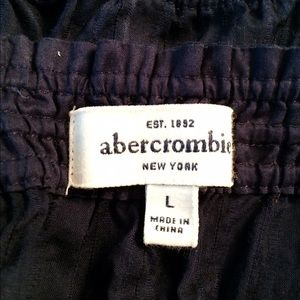 EST. 1892
abercrombie
NEW YORK
L
MADE IN
CHINA